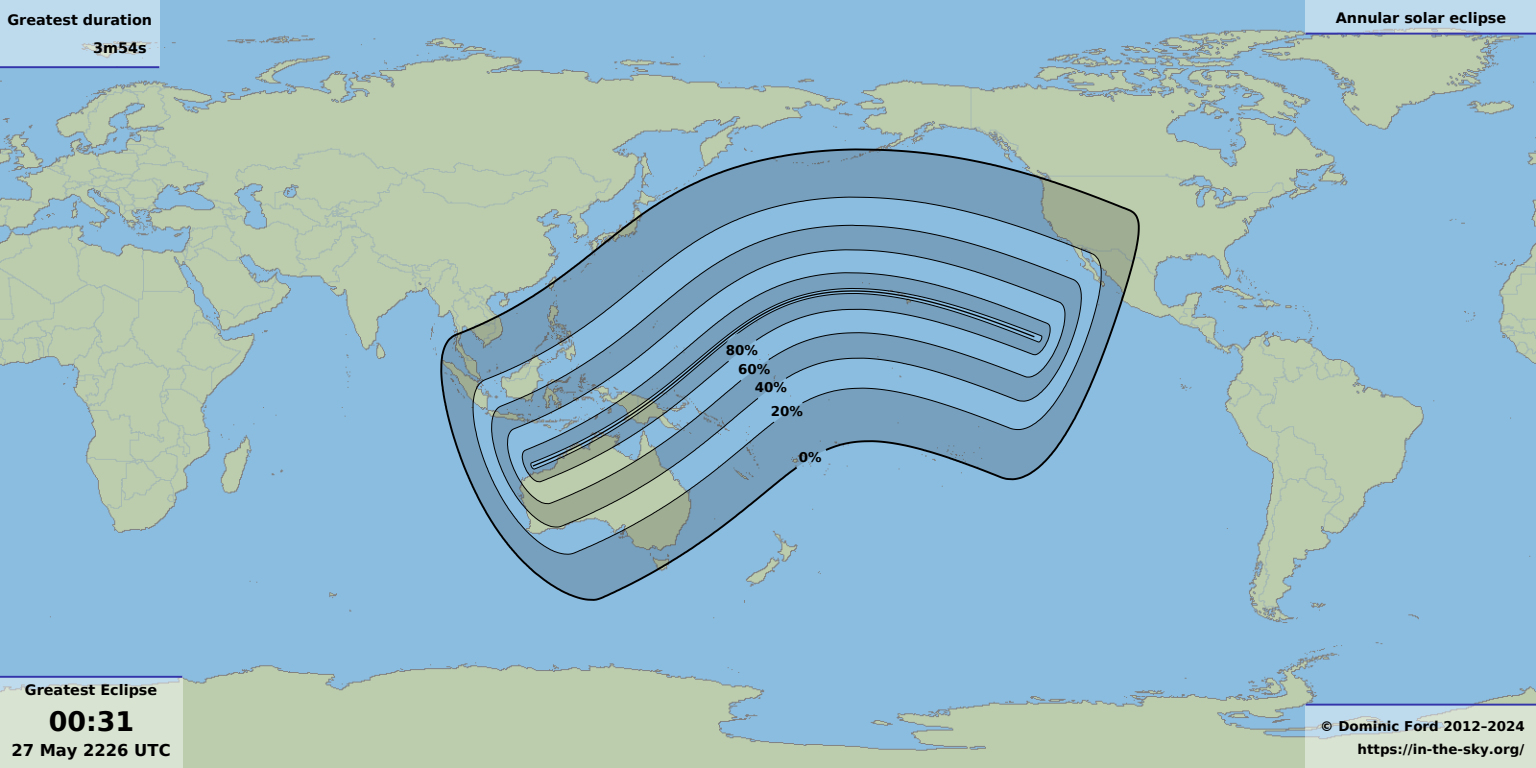 Greatest duration
3m54s
Annular solar eclipse
80%
60%
40%
20%
0%
Greatest Eclipse
00:31
27 May 2226 UTC
© Dominic Ford 2012–2024
https://in-the-sky.org/